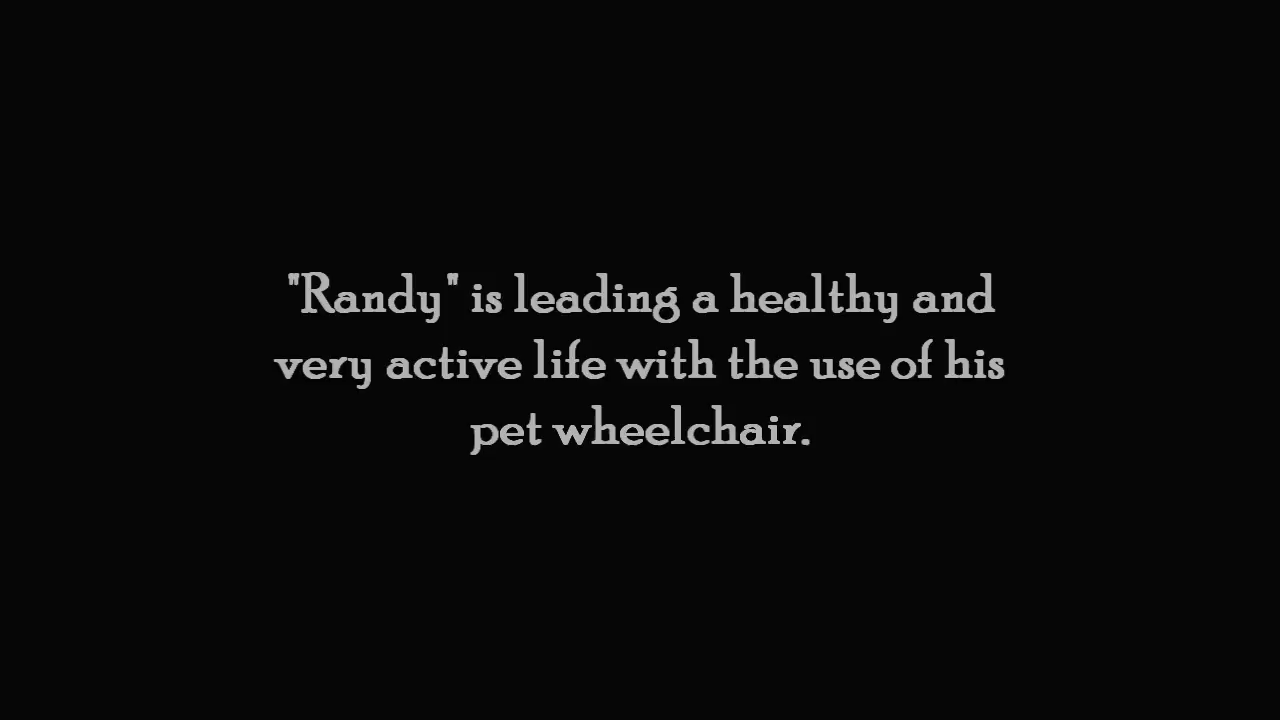 "Randy" is leading a healthy and
very active life with the use of his
pet wheelchair.